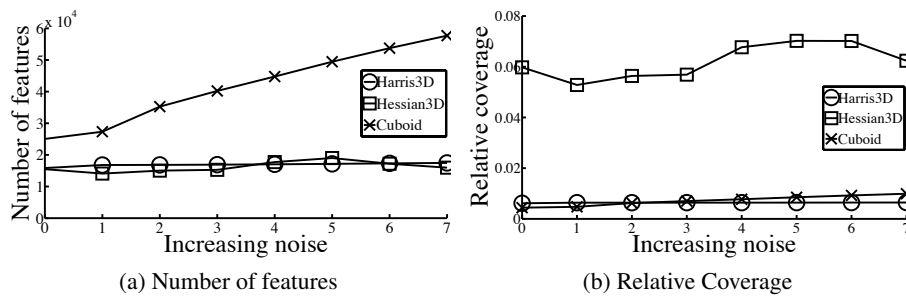 x 10⁴
6
5
4
3
2
1
0
Number of features
0 1 2 3 4 5 6 7
Increasing noise
Harris3D
Hessian3D
Cuboid
(a) Number of features
0.08
0.06
0.04
0.02
0
Relative coverage
0 1 2 3 4 5 6 7
Increasing noise
Harris3D
Hessian3D
Cuboid
(b) Relative Coverage